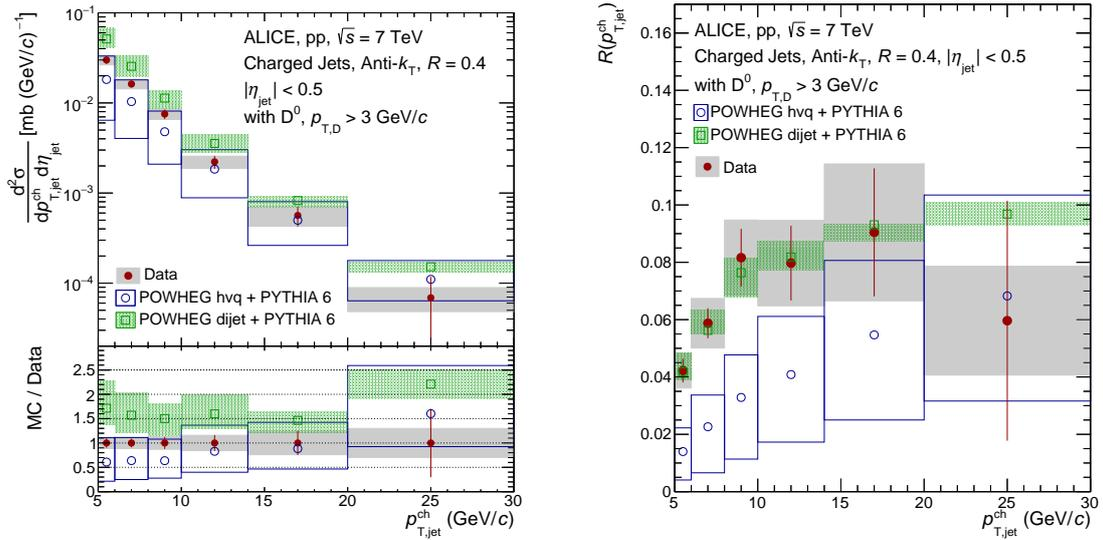 ALICE, pp, √s = 7 TeV
Charged Jets, Anti-kT, R = 0.4
|ηjet| < 0.5
with D0, pT,D > 3 GeV/c
d2σ
dpchT,jet dηjet
[mb (GeV/c)−1]
10−1
10−2
10−3
10−4
Data
POWHEG hvq + PYTHIA 6
POWHEG dijet + PYTHIA 6
MC / Data
2.5
2
1.5
1
0.5
0
5 10 15 20 25 30
pchT,jet (GeV/c)
R(pchT,jet)
ALICE, pp, √s = 7 TeV
Charged Jets, Anti-kT, R = 0.4, |ηjet| < 0.5
with D0, pT,D > 3 GeV/c
POWHEG hvq + PYTHIA 6
POWHEG dijet + PYTHIA 6
Data
0.16
0.14
0.12
0.1
0.08
0.06
0.04
0.02
0
5 10 15 20 25 30
pchT,jet (GeV/c)